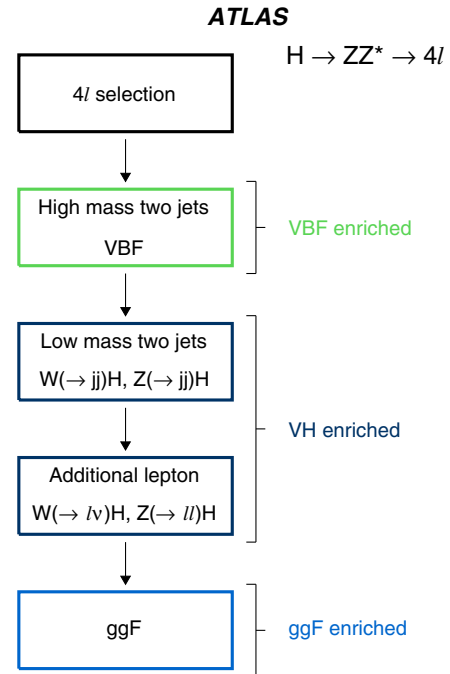 ATLAS
H → ZZ* → 4l
4l selection
High mass two jets
VBF
VBF enriched
Low mass two jets
W(→ jj)H, Z(→ jj)H
VH enriched
Additional lepton
W(→ lν)H, Z(→ ll)H
ggF
ggF enriched